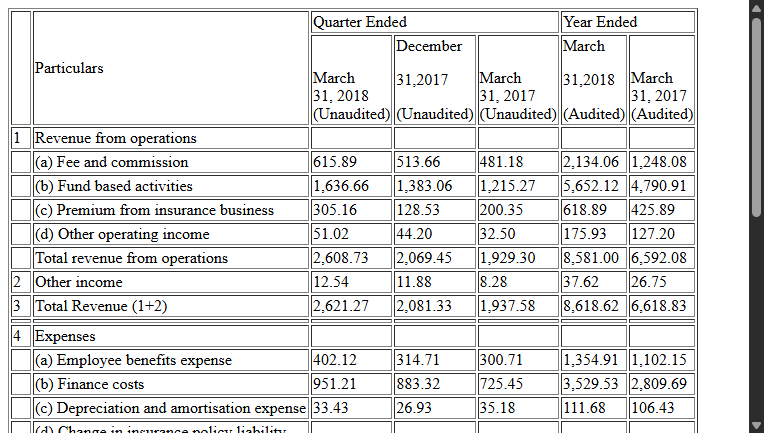 Quarter Ended Year Ended
Particulars March 31, 2018 (Unaudited) December 31,2017 (Unaudited) March 31, 2017 (Unaudited) March 31,2018 (Audited) March 31, 2017 (Audited)
1 Revenue from operations
(a) Fee and commission 615.89 513.66 481.18 2,134.06 1,248.08
(b) Fund based activities 1,636.66 1,383.06 1,215.27 5,652.12 4,790.91
(c) Premium from insurance business 305.16 128.53 200.35 618.89 425.89
(d) Other operating income 51.02 44.20 32.50 175.93 127.20
Total revenue from operations 2,608.73 2,069.45 1,929.30 8,581.00 6,592.08
2 Other income 12.54 11.88 8.28 37.62 26.75
3 Total Revenue (1+2) 2,621.27 2,081.33 1,937.58 8,618.62 6,618.83
4 Expenses
(a) Employee benefits expense 402.12 314.71 300.71 1,354.91 1,102.15
(b) Finance costs 951.21 883.32 725.45 3,529.53 2,809.69
(c) Depreciation and amortisation expense 33.43 26.93 35.18 111.68 106.43
(d) Change in insurance policy liability